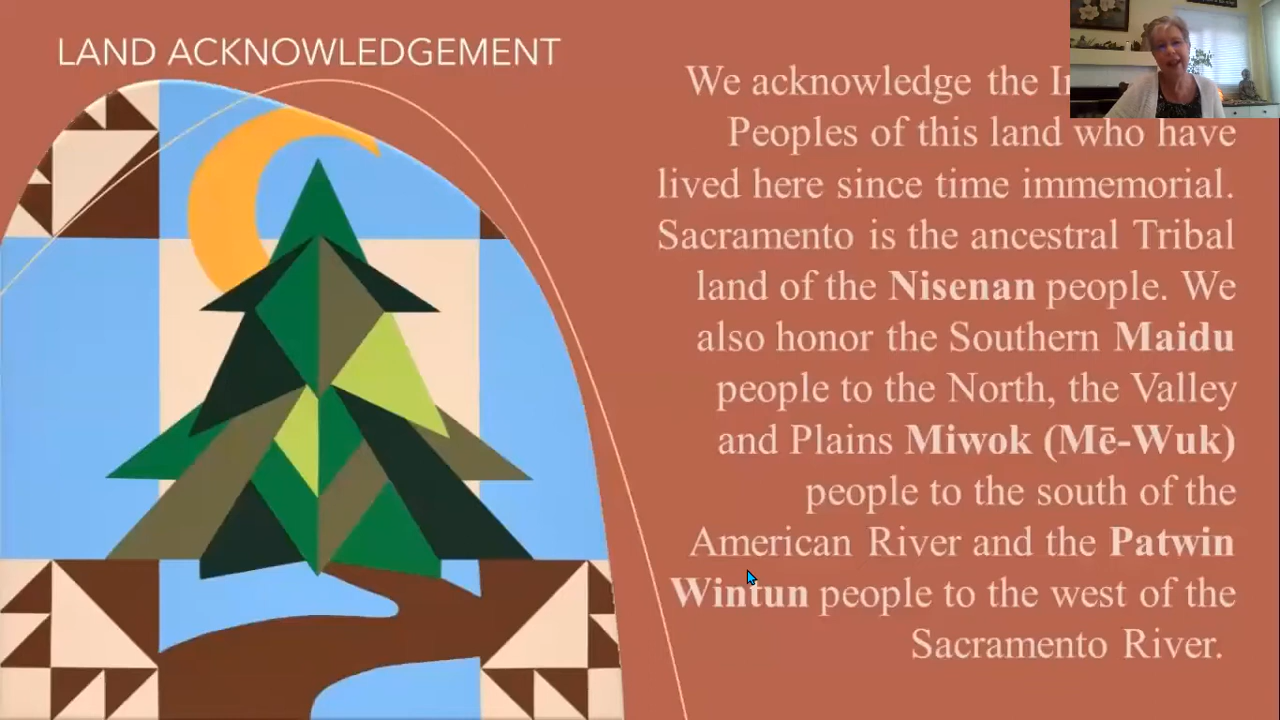 LAND ACKNOWLEDGEMENT
We acknowledge the
Peoples of this land who have
lived here since time immemorial.
Sacramento is the ancestral Tribal
land of the Nisenan people. We
also honor the Southern Maidu
people to the North, the Valley
and Plains Miwok (Mē-Wuk)
people to the south of the
American River and the Patwin
Wintun people to the west of the
Sacramento River.